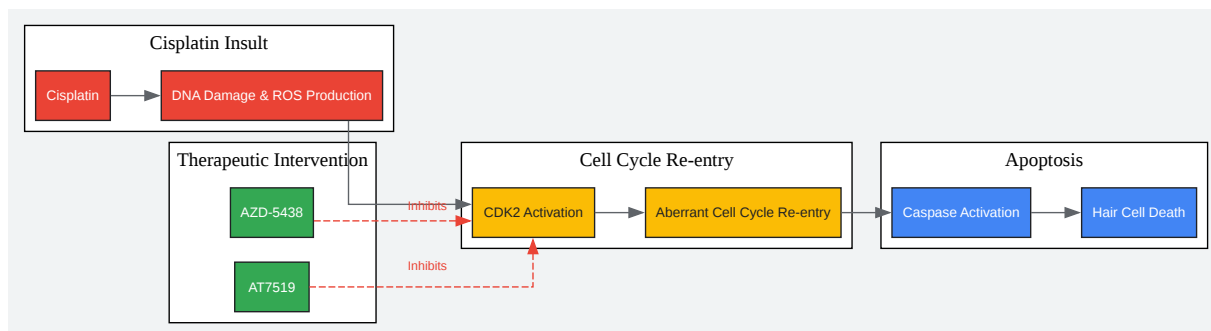 Cisplatin Insult
Cisplatin
DNA Damage & ROS Production
Therapeutic Intervention
AZD-5438
AT7519
Inhibits
Inhibits
Cell Cycle Re-entry
CDK2 Activation
Aberrant Cell Cycle Re-entry
Apoptosis
Caspase Activation
Hair Cell Death